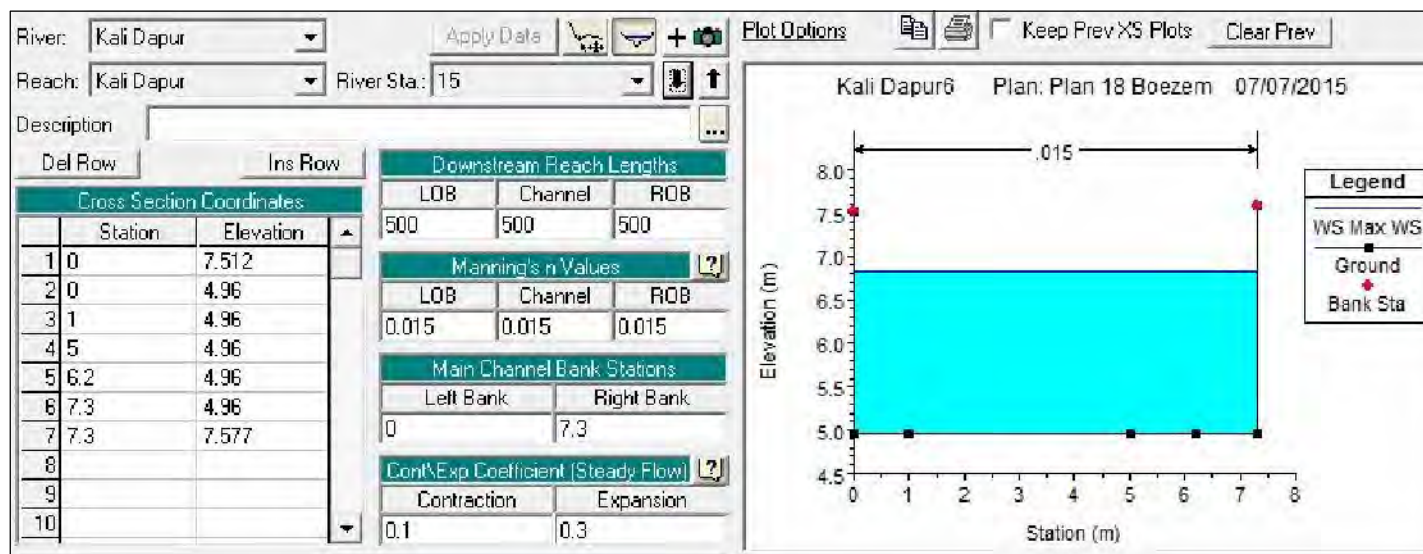 River: Kali Dapur Apply Data
Reach: Kali Dapur River Sta.: 15
Description ...
Del Row Ins Row
Cross Section Coordinates
Station Elevation
1 0 7.512
2 0 4.96
3 1 4.96
4 5 4.96
5 6.2 4.96
6 7.3 4.96
7 7.3 7.577
8
9
10
Downstream Reach Lengths
LOB Channel ROB
500 500 500
Manning's n Values ?
LOB Channel ROB
0.015 0.015 0.015
Main Channel Bank Stations
Left Bank Right Bank
0 7.3
Cont\Exp Coefficient (Steady Flow) ?
Contraction Expansion
0.1 0.3
Plot Options Keep Prev XS Plots Clear Prev
Kali Dapur6 Plan: Plan 18 Boezem 07/07/2015
.015
8.0
7.5
7.0
6.5
6.0
5.5
5.0
4.5
Elevation (m)
0 1 2 3 4 5 6 7 8
Station (m)
Legend
WS Max WS
Ground
Bank Sta